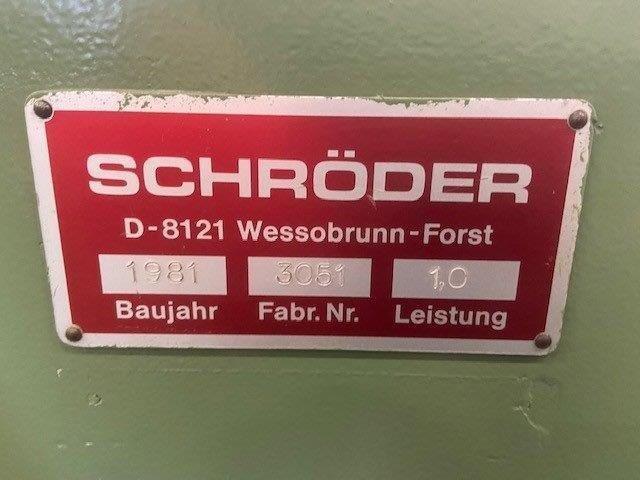 SCHRÖDER
D-8121 Wessobrunn-Forst
1981 3051 1,0
Baujahr Fabr. Nr. Leistung